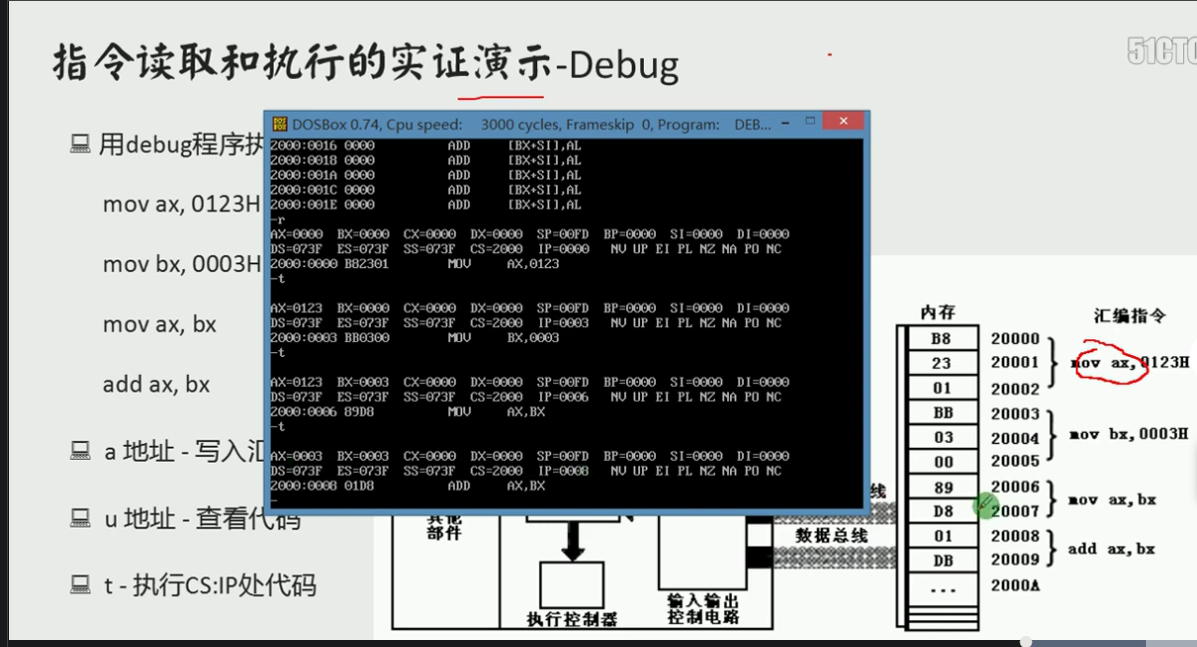 指令读取和执行的实证演示-Debug
用debug程序执
mov ax, 0123H
mov bx, 0003H
mov ax, bx
add ax, bx
a 地址 - 写入汇
u 地址 - 查看代码
t - 执行CS:IP处代码
DOSBox 0.74, Cpu speed: 3000 cycles, Frameskip 0, Program: DEB...
2000:0016 0000 ADD [BX+SI],AL
2000:0018 0000 ADD [BX+SI],AL
2000:001A 0000 ADD [BX+SI],AL
2000:001C 0000 ADD [BX+SI],AL
2000:001E 0000 ADD [BX+SI],AL
-r
AX=0000 BX=0000 CX=0000 DX=0000 SP=00FD BP=0000 SI=0000 DI=0000
DS=073F ES=073F SS=073F CS=2000 IP=0000 NV UP EI PL NZ NA PO NC
2000:0000 B82301 MOV AX,0123
-t
AX=0123 BX=0000 CX=0000 DX=0000 SP=00FD BP=0000 SI=0000 DI=0000
DS=073F ES=073F SS=073F CS=2000 IP=0003 NV UP EI PL NZ NA PO NC
2000:0003 BB0300 MOV BX,0003
-t
AX=0123 BX=0003 CX=0000 DX=0000 SP=00FD BP=0000 SI=0000 DI=0000
DS=073F ES=073F SS=073F CS=2000 IP=0006 NV UP EI PL NZ NA PO NC
2000:0006 89D8 MOV AX,BX
-t
AX=0003 BX=0003 CX=0000 DX=0000 SP=00FD BP=0000 SI=0000 DI=0000
DS=073F ES=073F SS=073F CS=2000 IP=0008 NV UP EI PL NZ NA PO NC
2000:0008 01D8 ADD AX,BX
-
其他
部件
执行控制器
输入输出
控制电路
线
数据总线
内存 汇编指令
B8 20000
23 20001 mov ax,0123H
01 20002
BB 20003
03 20004 mov bx,0003H
00 20005
89 20006
D8 20007 mov ax,bx
01 20008
DB 20009 add ax,bx
... 2000A
51CTO